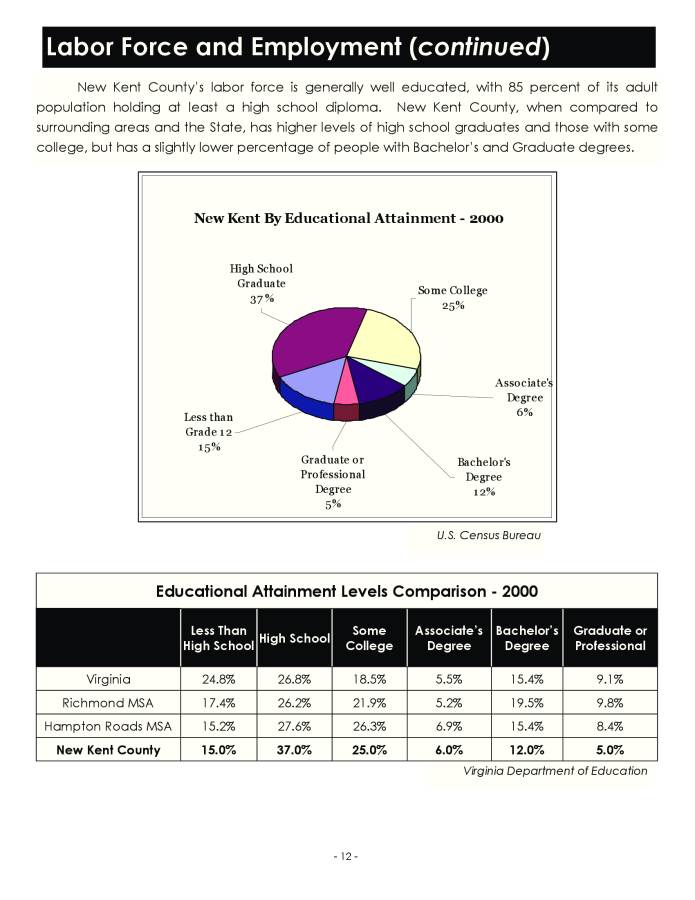 Labor Force and Employment (continued)
New Kent County's labor force is generally well educated, with 85 percent of its adult
population holding at least a high school diploma. New Kent County, when compared to
surrounding areas and the State, has higher levels of high school graduates and those with some
college, but has a slightly lower percentage of people with Bachelor's and Graduate degrees.
New Kent By Educational Attainment - 2000
High School
Graduate
37%
Some College
25%
Associate's
Degree
6%
Less than
Grade 12
15%
Graduate or
Professional
Degree
5%
Bachelor's
Degree
12%
U.S. Census Bureau
Educational Attainment Levels Comparison - 2000
Less Than High School High School Some College Associate's Degree Bachelor's Degree Graduate or Professional
Virginia 24.8% 26.8% 18.5% 5.5% 15.4% 9.1%
Richmond MSA 17.4% 26.2% 21.9% 5.2% 19.5% 9.8%
Hampton Roads MSA 15.2% 27.6% 26.3% 6.9% 15.4% 8.4%
New Kent County 15.0% 37.0% 25.0% 6.0% 12.0% 5.0%
Virginia Department of Education
- 12 -